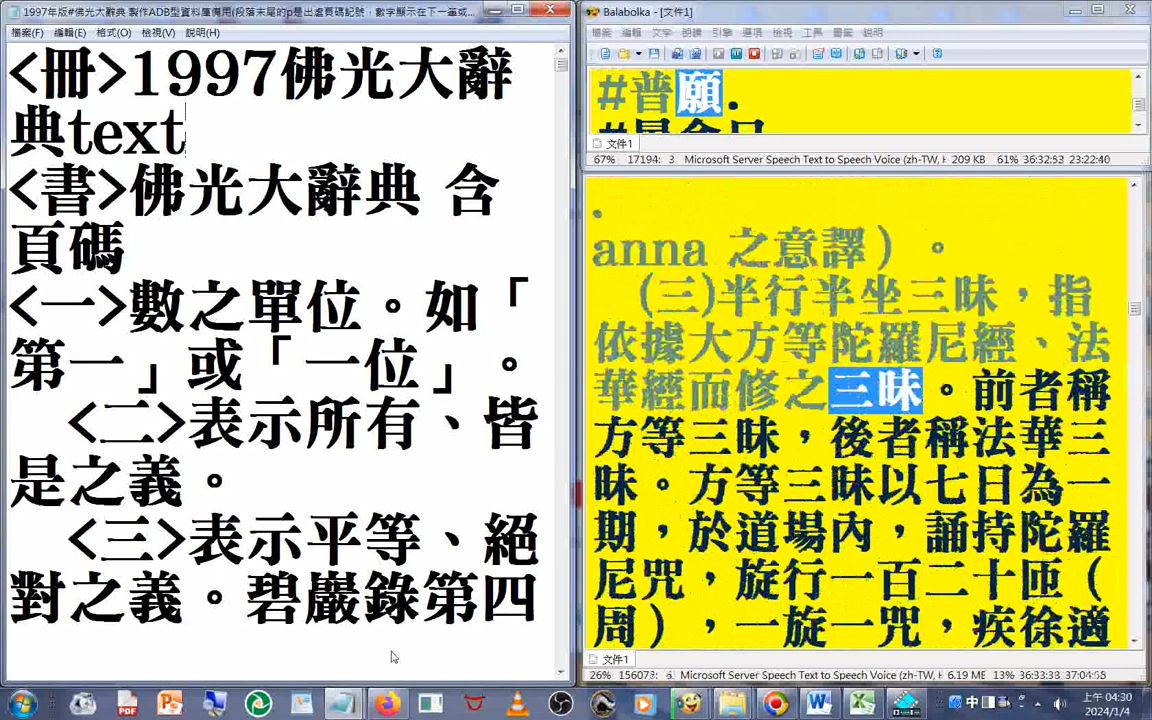 1997年版#佛光大辭典 製作ADB型資料庫備用(段落末尾的p是出處頁碼記號，數字顯示在下一筆或...
檔案(F) 編輯(E) 格式(O) 檢視(V) 說明(H)
<冊>1997佛光大辭
典text
<書>佛光大辭典 含
頁碼
<一>數之單位。如「
第一」或「一位」。
<二>表示所有、皆
是之義。
<三>表示平等、絕
對之義。碧巖錄第四
Balabolka - [文件1]
檔案 編輯 文字 朗讀 引擎 選項 檢視 工具 書籤 說明
#普願.
文件1
67% 17194: 3. Microsoft Server Speech Text to Speech Voice (zh-TW, H 209 KB 61% 36:32:53 23:22:40
.
anna 之意譯）。
(三)半行半坐三昧，指
依據大方等陀羅尼經、法
華經而修之三昧。前者稱
方等三昧，後者稱法華三
昧。方等三昧以七日為一
期，於道場內，誦持陀羅
尼咒，旋行一百二十匝（
周），一旋一咒，疾徐適
文件1
26% Microsoft Server Speech Text to Speech Voice (zh-TW, H 6.19 MB 13% 36:33:38
中
上午 04:30
2024/1/4